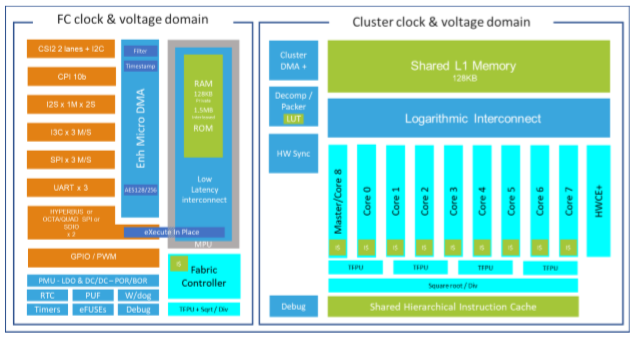 FC clock & voltage domain
CSI2 2 lanes + I2C
CPI 10b
I2S x 1M x 2S
I3C x 3 M/S
SPI x 3 M/S
UART x 3
HYPERBUS or
OCTA/QUAD SPI or
SDIO
x 2
GPIO / PWM
PMU - LDO & DC/DC – POR/BOR
RTC
PUF
W/dog
Timers
eFUSEs
Debug
Filter
Timestamp
Enh Micro DMA
AES128/256
eXecute In Place
RAM
128KB
1.5MB
ROM
Low
Latency
interconnect
MPU
I$
Fabric
Controller
TFPU + Sqrt / Div
Cluster clock & voltage domain
Cluster
DMA +
Decomp /
Packer
LUT
HW Sync
Debug
Shared L1 Memory
128KB
Logarithmic Interconnect
Master/Core 8
Core 0
Core 1
Core 2
Core 3
Core 4
Core 5
Core 6
Core 7
HWCE+
I$
I$
I$
I$
I$
I$
I$
I$
I$
TFPU
TFPU
TFPU
TFPU
Square root / Div
Shared Hierarchical Instruction Cache